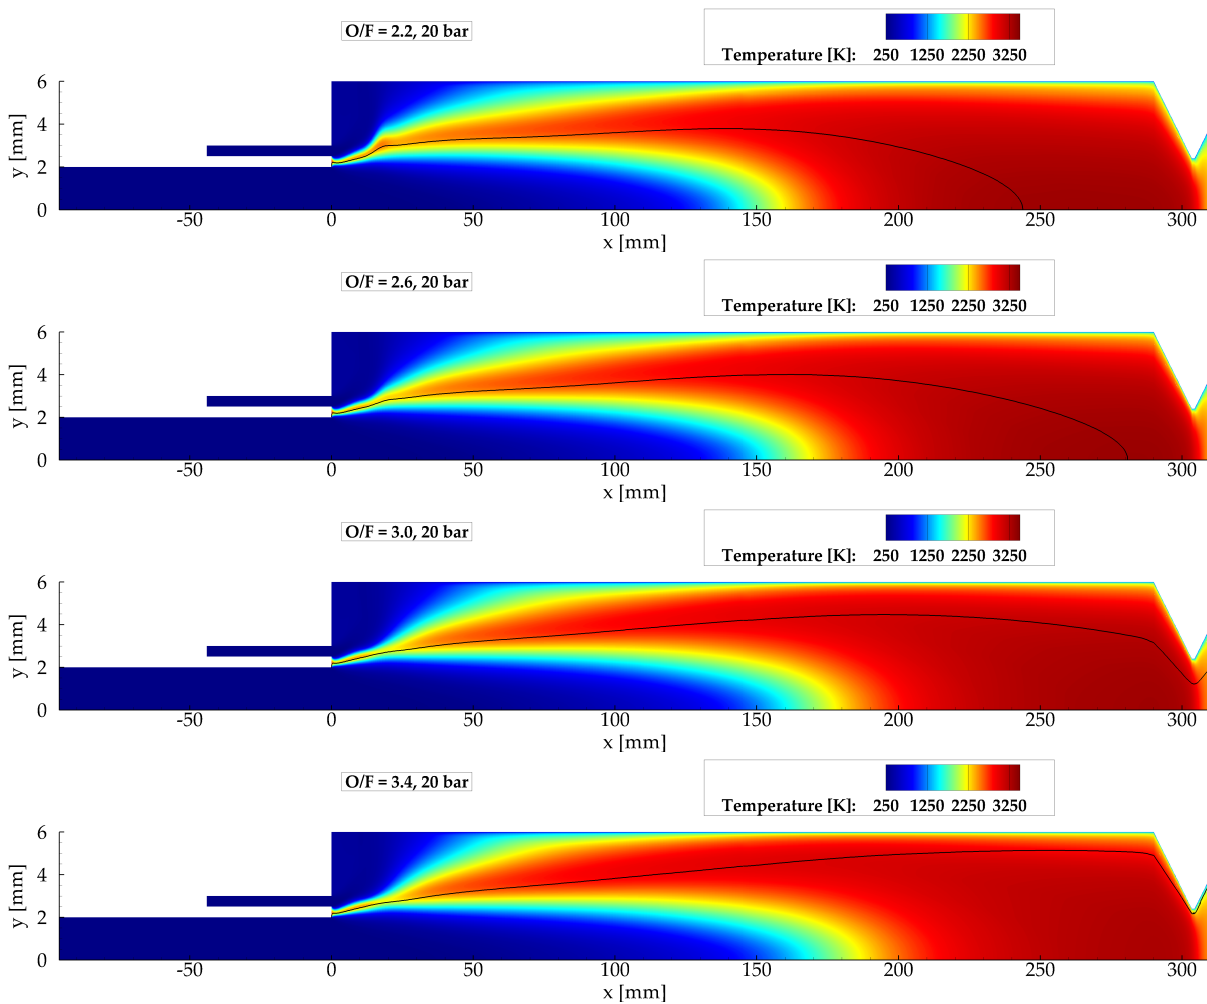 O/F = 2.2, 20 bar
Temperature [K]: 250 1250 2250 3250
y [mm]
6
4
2
0
-50 0 50 100 150 200 250 300
x [mm]
O/F = 2.6, 20 bar
Temperature [K]: 250 1250 2250 3250
y [mm]
6
4
2
0
-50 0 50 100 150 200 250 300
x [mm]
O/F = 3.0, 20 bar
Temperature [K]: 250 1250 2250 3250
y [mm]
6
4
2
0
-50 0 50 100 150 200 250 300
x [mm]
O/F = 3.4, 20 bar
Temperature [K]: 250 1250 2250 3250
y [mm]
6
4
2
0
-50 0 50 100 150 200 250 300
x [mm]